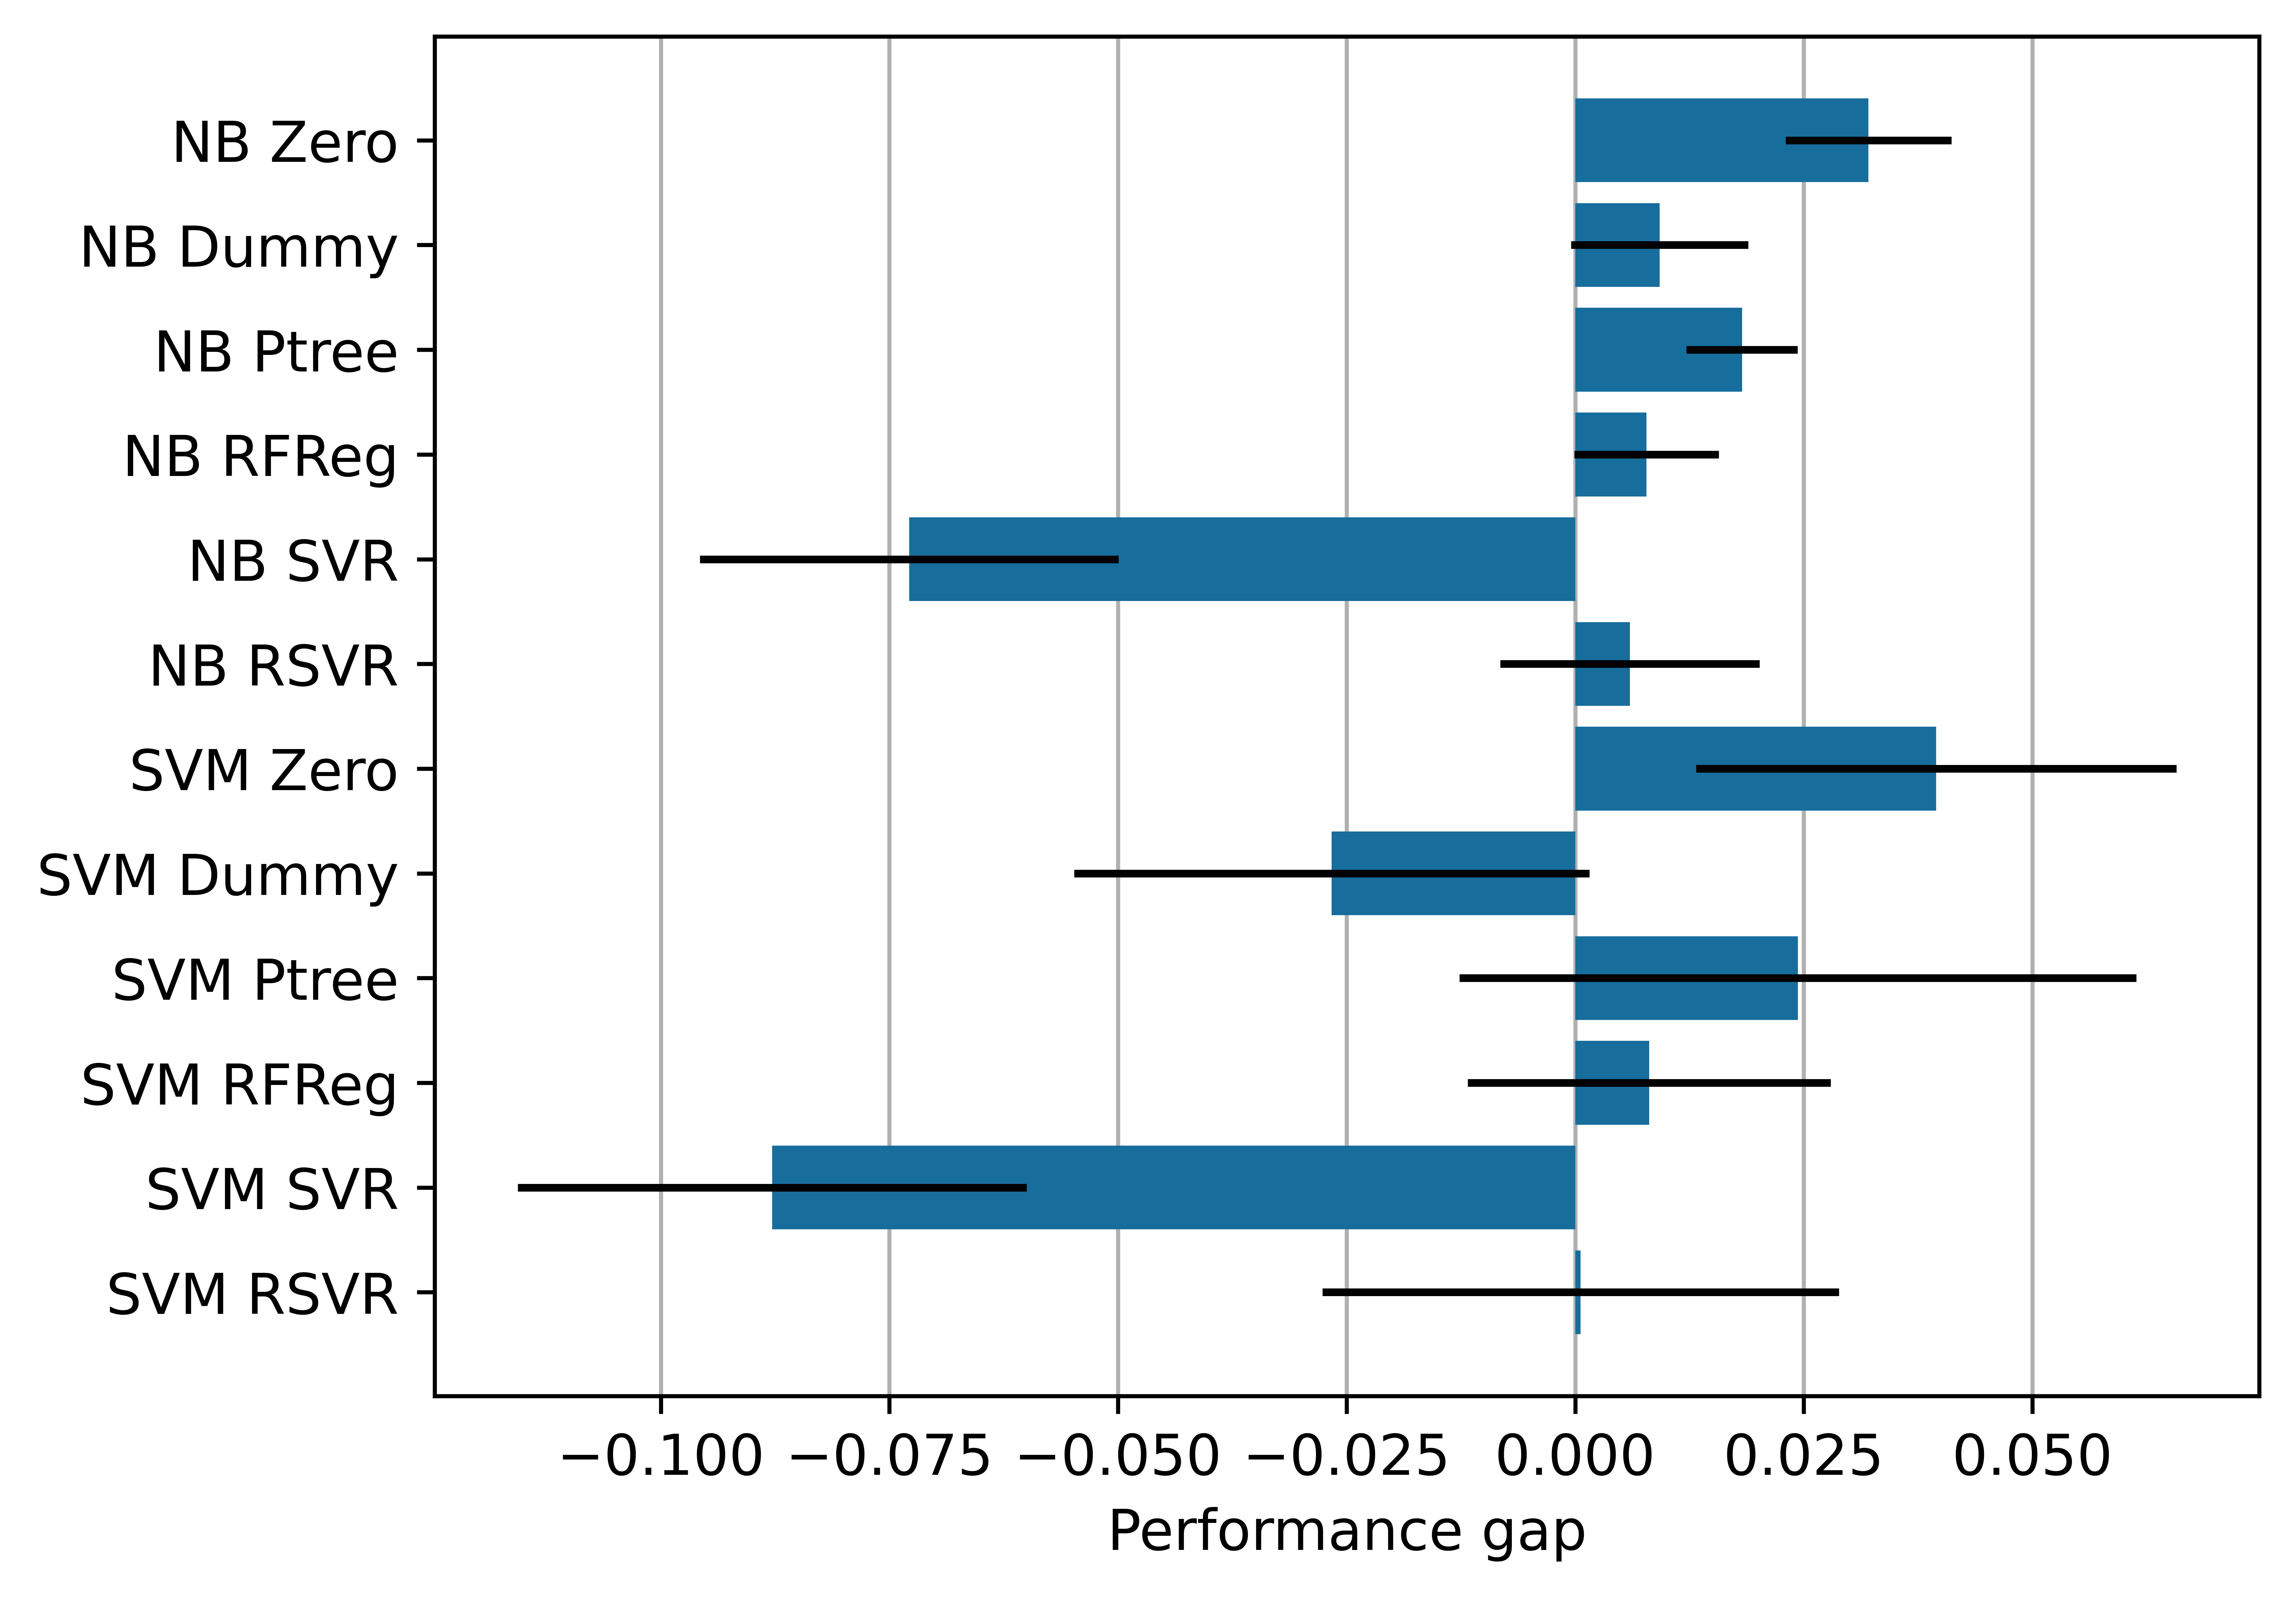 NB Zero
NB Dummy
NB Ptree
NB RFReg
NB SVR
NB RSVR
SVM Zero
SVM Dummy
SVM Ptree
SVM RFReg
SVM SVR
SVM RSVR
−0.100 −0.075 −0.050 −0.025 0.000 0.025 0.050
Performance gap